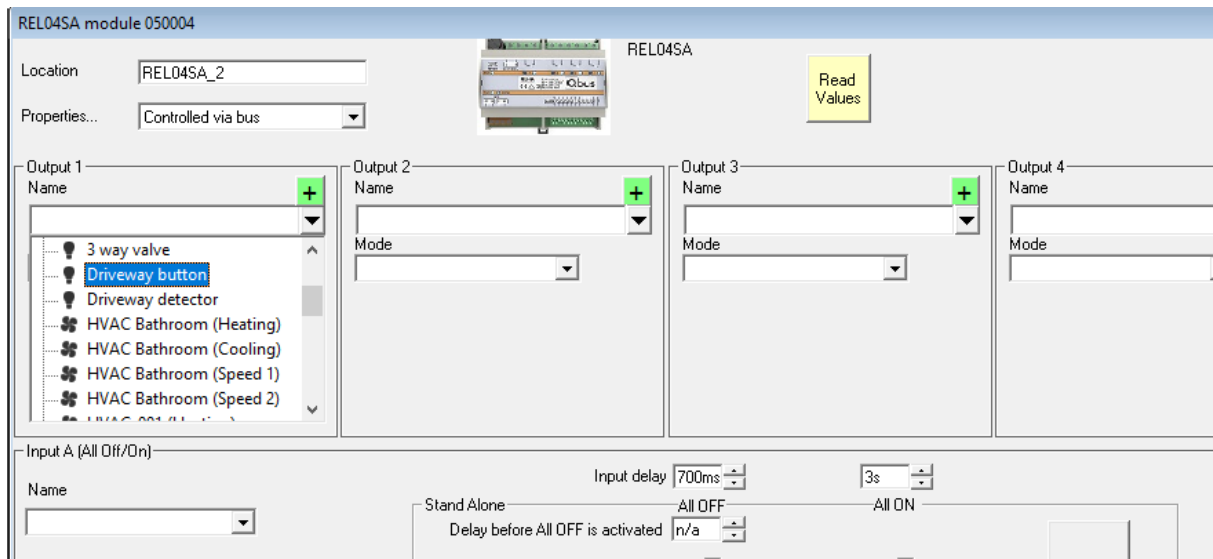 REL04SA module 050004
REL04SA
Location
REL04SA_2
Read
Values
Properties...
Controlled via bus
Qbus
Output 1
Output 2
Output 3
Output 4
Name
Name
Name
Name
+
+
+
Mode
Mode
Mode
3 way valve
Driveway button
Driveway detector
HVAC Bathroom (Heating)
HVAC Bathroom (Cooling)
HVAC Bathroom (Speed 1)
HVAC Bathroom (Speed 2)
Input A (All Off/On)
Input delay
700ms
3s
Name
Stand Alone
All OFF
All ON
Delay before All OFF is activated
n/a